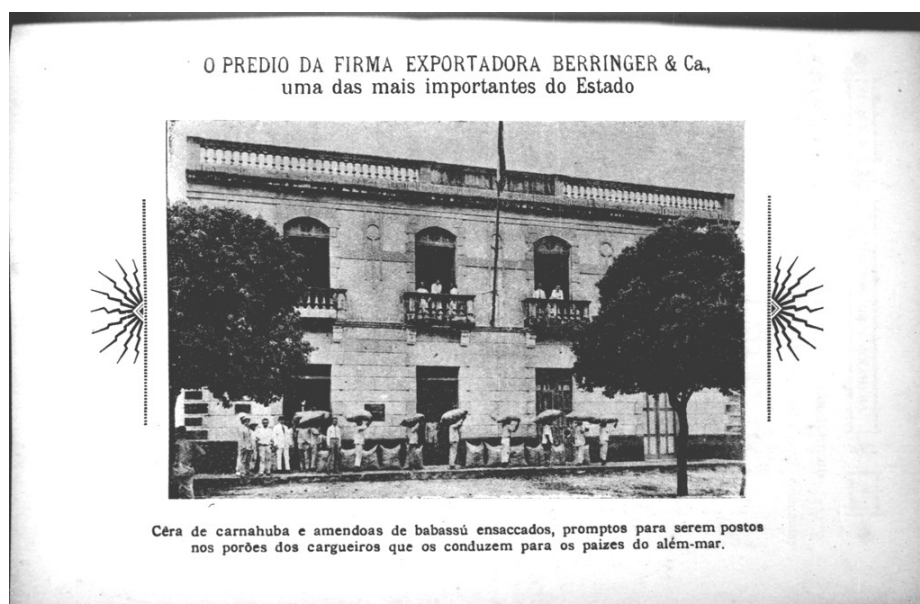 O PREDIO DA FIRMA EXPORTADORA BERRINGER & Ca.,
uma das mais importantes do Estado
Cêra de carnahuba e amendoas de babassú ensaccados, promptos para serem postos
nos porões dos cargueiros que os conduzem para os paizes do além-mar.